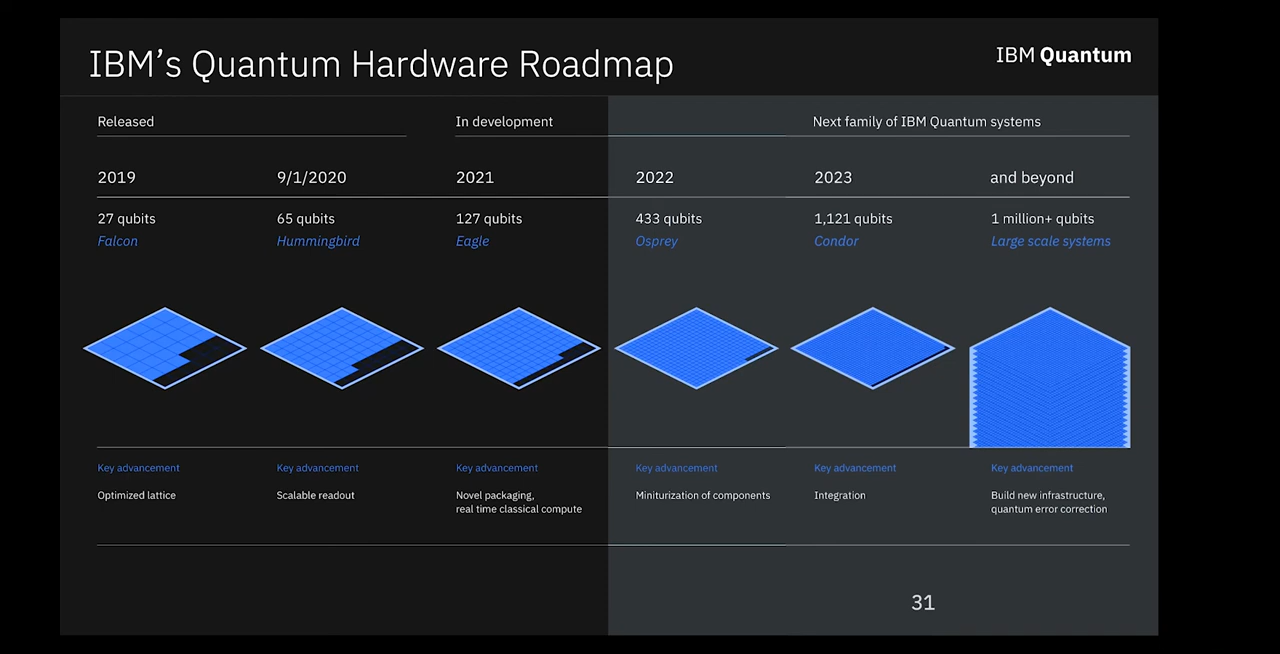 IBM's Quantum Hardware Roadmap
IBM Quantum
Released
In development
Next family of IBM Quantum systems
2019
9/1/2020
2021
2022
2023
and beyond
27 qubits
65 qubits
127 qubits
433 qubits
1,121 qubits
1 million+ qubits
Falcon
Hummingbird
Eagle
Osprey
Condor
Large scale systems
Key advancement
Key advancement
Key advancement
Key advancement
Key advancement
Key advancement
Optimized lattice
Scalable readout
Novel packaging,
real time classical compute
Miniturization of components
Integration
Build new infrastructure,
quantum error correction
31